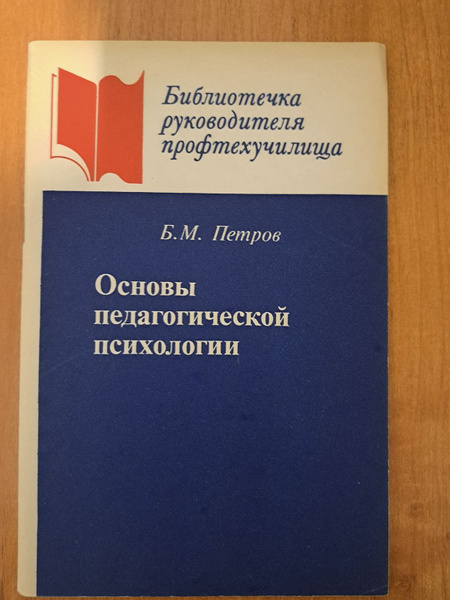 Библиотечка
руководителя
профтехучилища
Б.М. Петров
Основы
педагогической
психологии